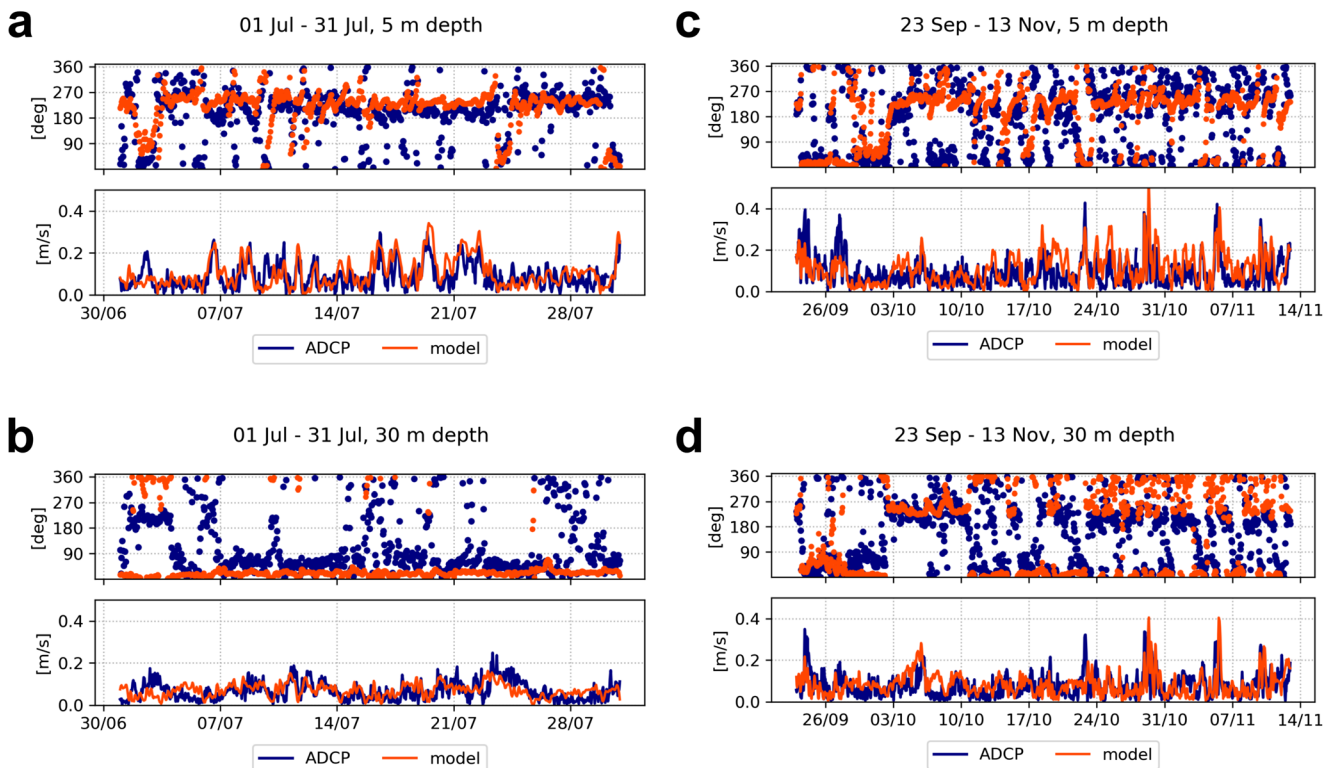 a
01 Jul - 31 Jul, 5 m depth
360
270
180
90
[deg]
0.4
0.2
0.0
[m/s]
30/06 07/07 14/07 21/07 28/07
ADCP model
c
23 Sep - 13 Nov, 5 m depth
360
270
180
90
[deg]
0.4
0.2
0.0
[m/s]
26/09 03/10 10/10 17/10 24/10 31/10 07/11 14/11
ADCP model
b
01 Jul - 31 Jul, 30 m depth
360
270
180
90
[deg]
0.4
0.2
0.0
[m/s]
30/06 07/07 14/07 21/07 28/07
ADCP model
d
23 Sep - 13 Nov, 30 m depth
360
270
180
90
[deg]
0.4
0.2
0.0
[m/s]
26/09 03/10 10/10 17/10 24/10 31/10 07/11 14/11
ADCP model